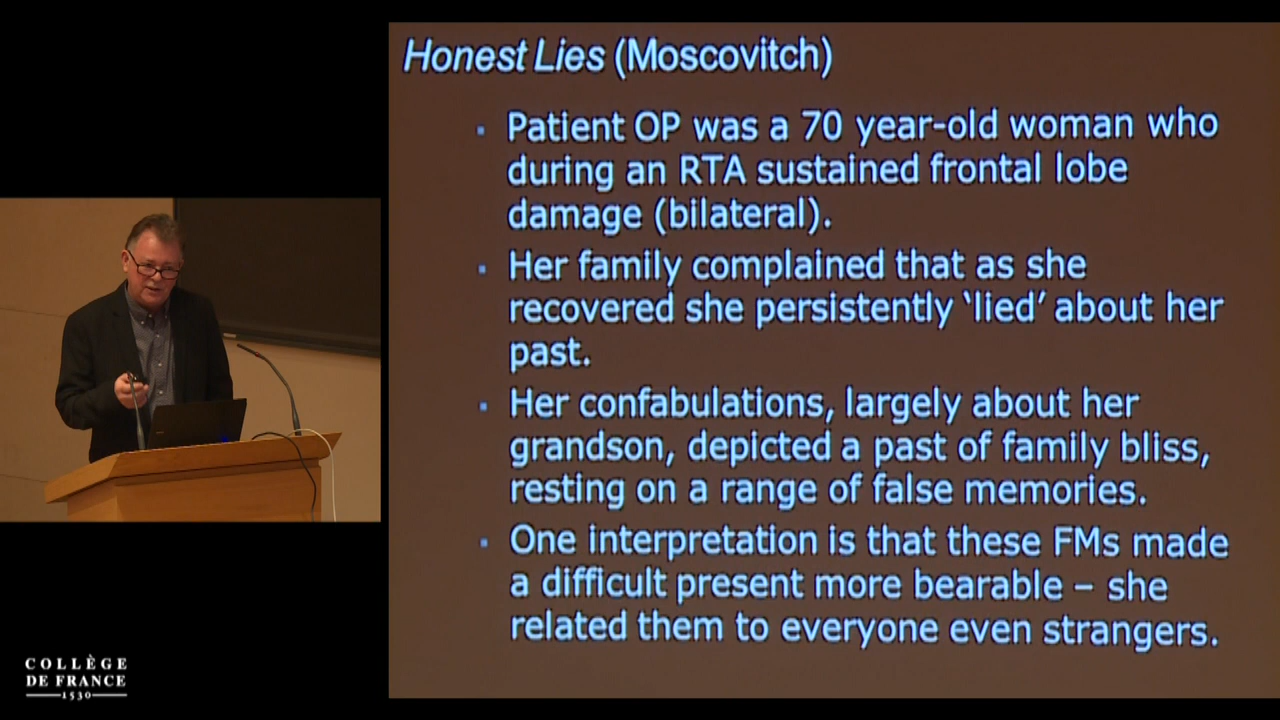 Honest Lies (Moscovitch)
▪ Patient OP was a 70 year-old woman who
during an RTA sustained frontal lobe
damage (bilateral).
▪ Her family complained that as she
recovered she persistently ‘lied’ about her
past.
▪ Her confabulations, largely about her
grandson, depicted a past of family bliss,
resting on a range of false memories.
▪ One interpretation is that these FMs made
a difficult present more bearable – she
related them to everyone even strangers.
COLLÈGE
DE FRANCE
1530